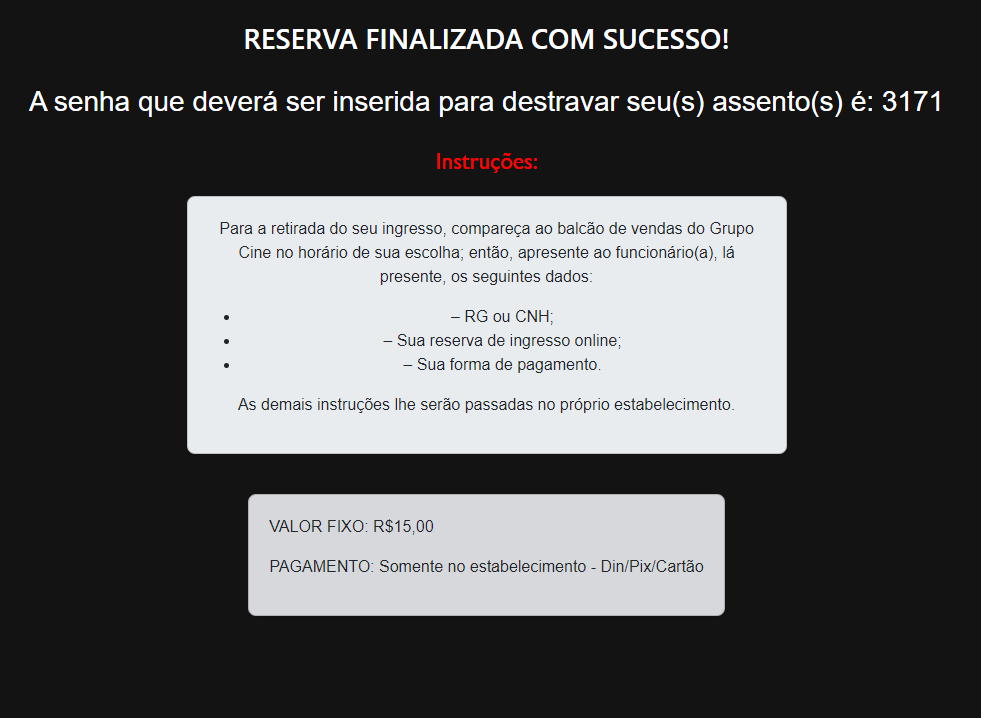 RESERVA FINALIZADA COM SUCESSO!
A senha que deverá ser inserida para destravar seu(s) assento(s) é: 3171
Instruções:
Para a retirada do seu ingresso, compareça ao balcão de vendas do Grupo
Cine no horário de sua escolha; então, apresente ao funcionário(a), lá
presente, os seguintes dados:
• – RG ou CNH;
• – Sua reserva de ingresso online;
• – Sua forma de pagamento.
As demais instruções lhe serão passadas no próprio estabelecimento.
VALOR FIXO: R$15,00
PAGAMENTO: Somente no estabelecimento - Din/Pix/Cartão